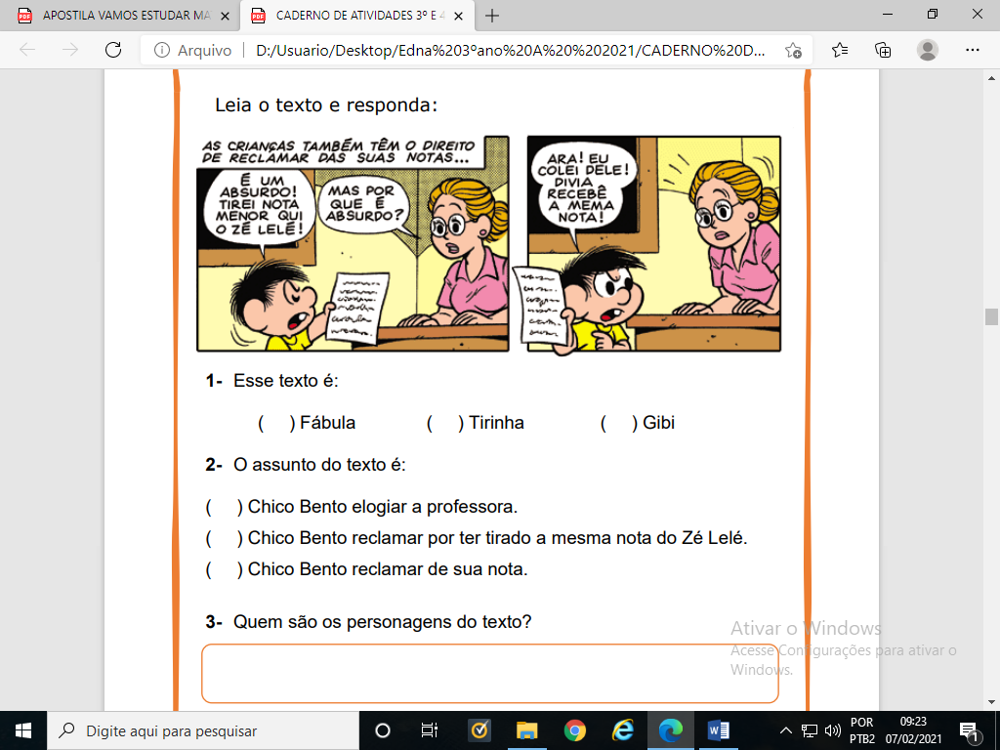 APOSTILA VAMOS ESTUDAR MA
CADERNO DE ATIVIDADES 3º E 4
Arquivo
D:/Usuario/Desktop/Edna%203ºano%20A%20%202021/CADERNO%20D...
Leia o texto e responda:
AS CRIANÇAS TAMBÉM TÊM O DIREITO
DE RECLAMAR DAS SUAS NOTAS...
É UM
ABSURDO!
TIREI NOTA
MENOR QUI
O ZÉ LELÉ!
MAS POR
QUE É
ABSURDO?
ARA! EU
COLEI DELE!
DIVIA
RECEBÊ
A MEMA
NOTA!
1- Esse texto é:
( ) Fábula ( ) Tirinha ( ) Gibi
2- O assunto do texto é:
( ) Chico Bento elogiar a professora.
( ) Chico Bento reclamar por ter tirado a mesma nota do Zé Lelé.
( ) Chico Bento reclamar de sua nota.
3- Quem são os personagens do texto?
Ativar o Windows
Acesse Configurações para ativar o
Windows.
Digite aqui para pesquisar
POR
PTB2
09:23
07/02/2021
1